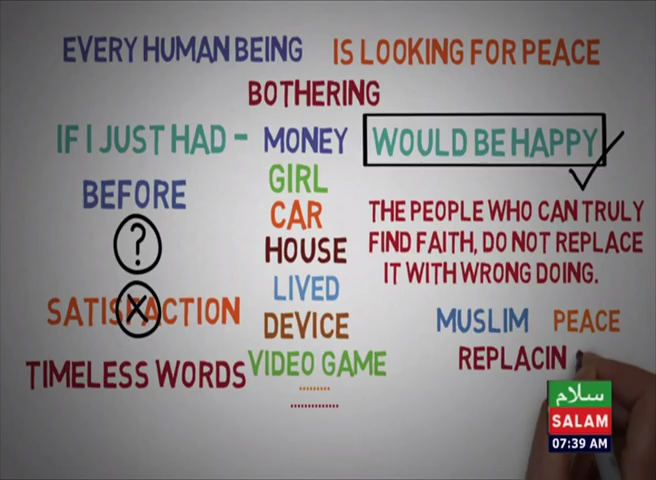 EVERY HUMAN BEING IS LOOKING FOR PEACE
BOTHERING
IF I JUST HAD - MONEY WOULD BE HAPPY
BEFORE
GIRL
CAR
HOUSE
LIVED
DEVICE
VIDEO GAME
?
SATISFACTION
TIMELESS WORDS
THE PEOPLE WHO CAN TRULY
FIND FAITH, DO NOT REPLACE
IT WITH WRONG DOING.
MUSLIM PEACE
REPLACIN
سلام
SALAM
07:39 AM